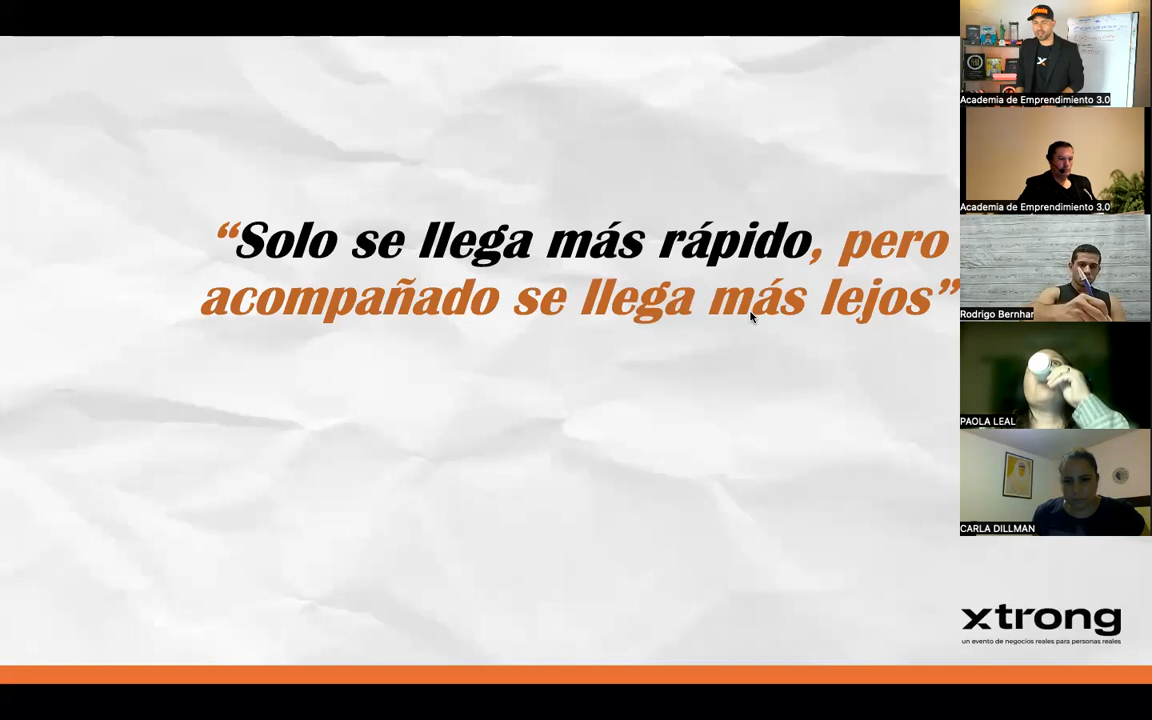 “Solo se llega más rápido, pero
acompañado se llega más lejos”
Academia de Emprendimiento 3.0
Academia de Emprendimiento 3.0
Rodrigo Bernhar
PAOLA LEAL
CARLA DILLMAN
xtrong
un evento de negocios reales para personas reales